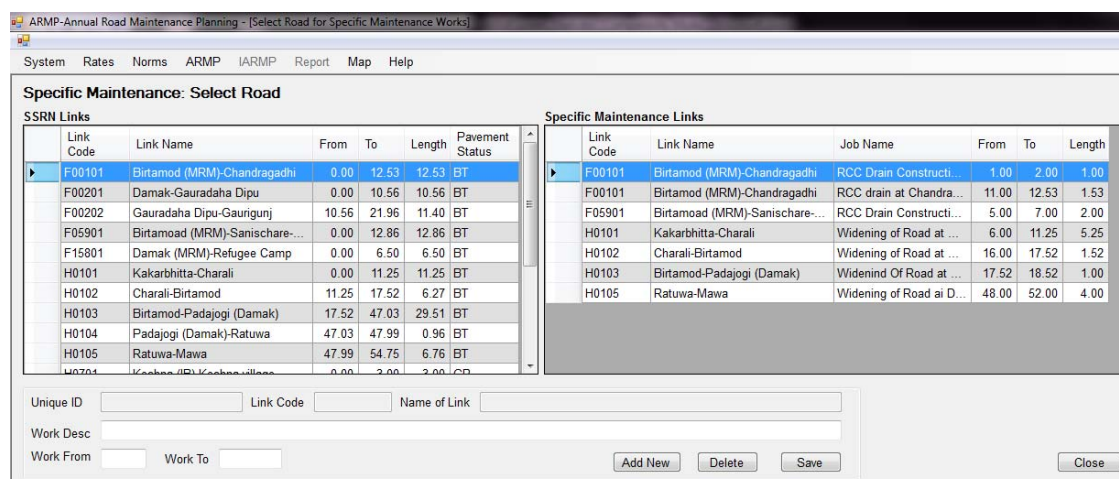 ARMP-Annual Road Maintenance Planning - [Select Road for Specific Maintenance Works]
System Rates Norms ARMP IARMP Report Map Help
Specific Maintenance: Select Road
SSRN Links
Link Code Link Name From To Length Pavement Status
F00101 Birtamod (MRM)-Chandragadhi 0.00 12.53 12.53 BT
F00201 Damak-Gauradaha Dipu 0.00 10.56 10.56 BT
F00202 Gauradaha Dipu-Gaurigunj 10.56 21.96 11.40 BT
F05901 Birtamoad (MRM)-Sanischare-... 0.00 12.86 12.86 BT
F15801 Damak (MRM)-Refugee Camp 0.00 6.50 6.50 BT
H0101 Kakarbhitta-Charali 0.00 11.25 11.25 BT
H0102 Charali-Birtamod 11.25 17.52 6.27 BT
H0103 Birtamod-Padajogi (Damak) 17.52 47.03 29.51 BT
H0104 Padajogi (Damak)-Ratuwa 47.03 47.99 0.96 BT
H0105 Ratuwa-Mawa 47.99 54.75 6.76 BT
Specific Maintenance Links
Link Code Link Name Job Name From To Length
F00101 Birtamod (MRM)-Chandragadhi RCC Drain Constructi... 1.00 2.00 1.00
F00101 Birtamod (MRM)-Chandragadhi RCC drain at Chandra... 11.00 12.53 1.53
F05901 Birtamoad (MRM)-Sanischare-... RCC Drain Constructi... 5.00 7.00 2.00
H0101 Kakarbhitta-Charali Widening of Road at ... 6.00 11.25 5.25
H0102 Charali-Birtamod Widening of Road at ... 16.00 17.52 1.52
H0103 Birtamod-Padajogi (Damak) Widenind Of Road at ... 17.52 18.52 1.00
H0105 Ratuwa-Mawa Widening of Road ai D... 48.00 52.00 4.00
Unique ID Link Code Name of Link
Work Desc
Work From Work To Add New Delete Save Close